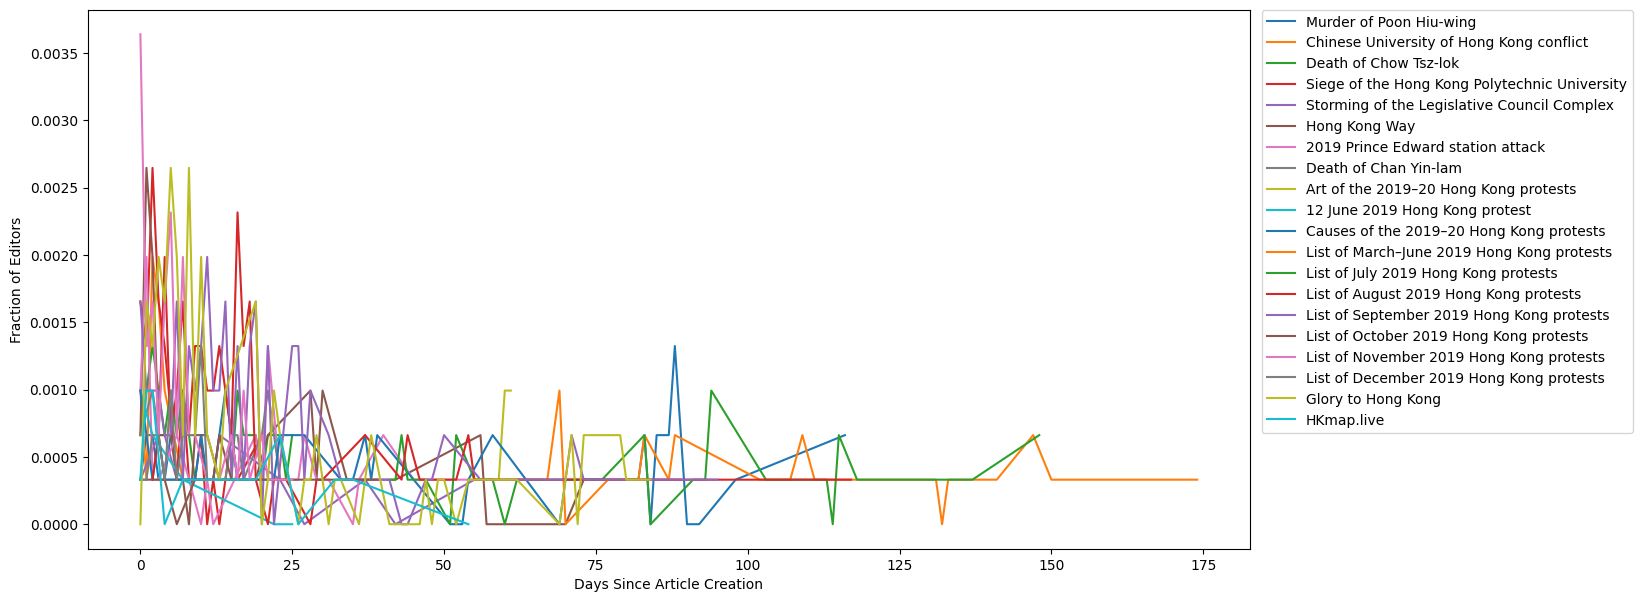 0.0035
0.0030
0.0025
0.0020
0.0015
0.0010
0.0005
0.0000
Fraction of Editors
0 25 50 75 100 125 150 175
Days Since Article Creation
Murder of Poon Hiu-wing
Chinese University of Hong Kong conflict
Death of Chow Tsz-lok
Siege of the Hong Kong Polytechnic University
Storming of the Legislative Council Complex
Hong Kong Way
2019 Prince Edward station attack
Death of Chan Yin-lam
Art of the 2019–20 Hong Kong protests
12 June 2019 Hong Kong protest
Causes of the 2019–20 Hong Kong protests
List of March–June 2019 Hong Kong protests
List of July 2019 Hong Kong protests
List of August 2019 Hong Kong protests
List of September 2019 Hong Kong protests
List of October 2019 Hong Kong protests
List of November 2019 Hong Kong protests
List of December 2019 Hong Kong protests
Glory to Hong Kong
HKmap.live